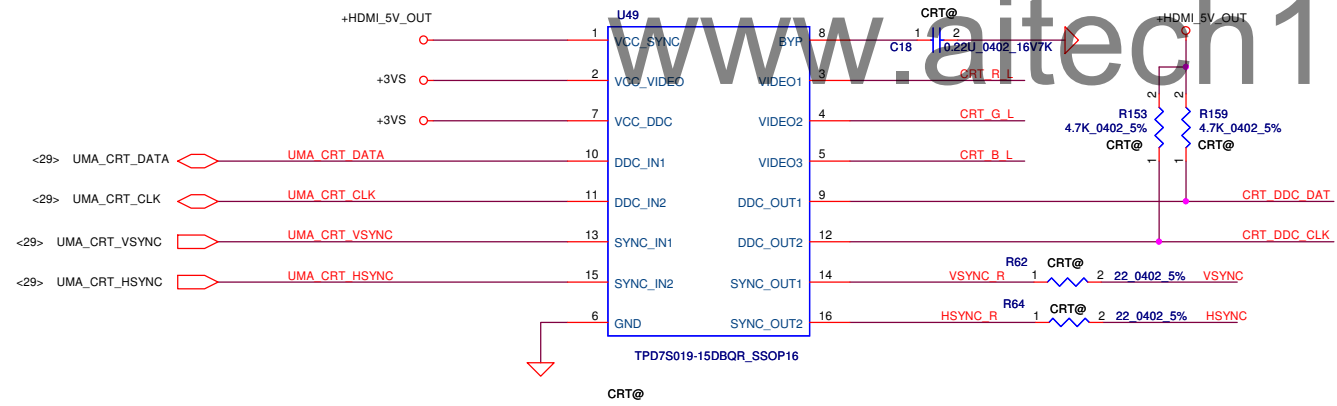 www.aitech1
+HDMI_5V_OUT
U49
CRT@
+HDMI_5V_OUT
1 VCC_SYNC BYP 8 C18 1 2 0.22U_0402_16V7K
+3VS 2 VCC_VIDEO VIDEO1 3 CRT_R_L
+3VS 7 VCC_DDC VIDEO2 4 CRT_G_L
2 2
R153 R159
4.7K_0402_5% 4.7K_0402_5%
CRT@ CRT@
1 1
<29> UMA_CRT_DATA UMA_CRT_DATA 10 DDC_IN1 VIDEO3 5 CRT_B_L
<29> UMA_CRT_CLK UMA_CRT_CLK 11 DDC_IN2 DDC_OUT1 9 CRT_DDC_DAT
<29> UMA_CRT_VSYNC UMA_CRT_VSYNC 13 SYNC_IN1 DDC_OUT2 12 CRT_DDC_CLK
R62 CRT@
<29> UMA_CRT_HSYNC UMA_CRT_HSYNC 15 SYNC_IN2 SYNC_OUT1 14 VSYNC_R 1 2 22_0402_5% VSYNC
R64 CRT@
6 GND SYNC_OUT2 16 HSYNC_R 1 2 22_0402_5% HSYNC
TPD7S019-15DBQR_SSOP16
CRT@